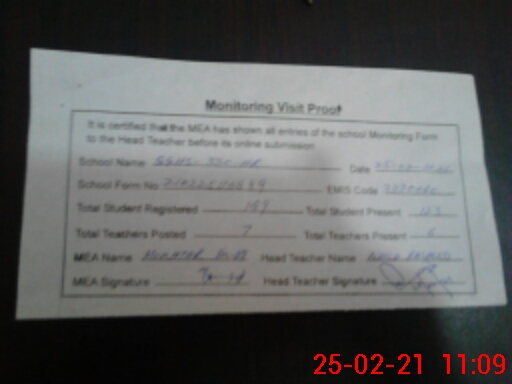 Monitoring Visit Proof
It is certified that the MEA has shown all entries of the school Monitoring Form
to the Head Teacher before its online submission.
School Name Date
School Form No EMIS Code
Total Student Registered Total Student Present
Total Teachers Posted 7 Total Teachers Present 6
MEA Name Head Teacher Name
MEA Signature Head Teacher Signature
25-02-21 11:09